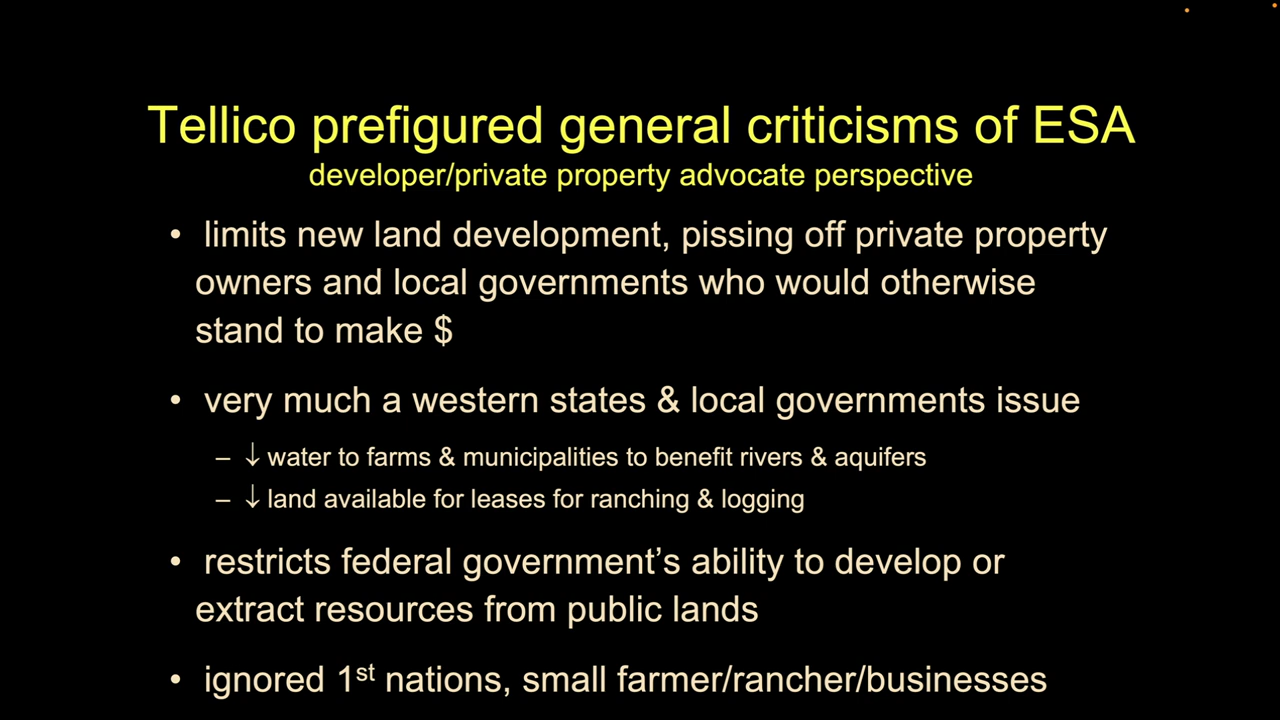 Tellico prefigured general criticisms of ESA
developer/private property advocate perspective
• limits new land development, pissing off private property
owners and local governments who would otherwise
stand to make $
• very much a western states & local governments issue
– ↓ water to farms & municipalities to benefit rivers & aquifers
– ↓ land available for leases for ranching & logging
• restricts federal government’s ability to develop or
extract resources from public lands
• ignored 1st nations, small farmer/rancher/businesses